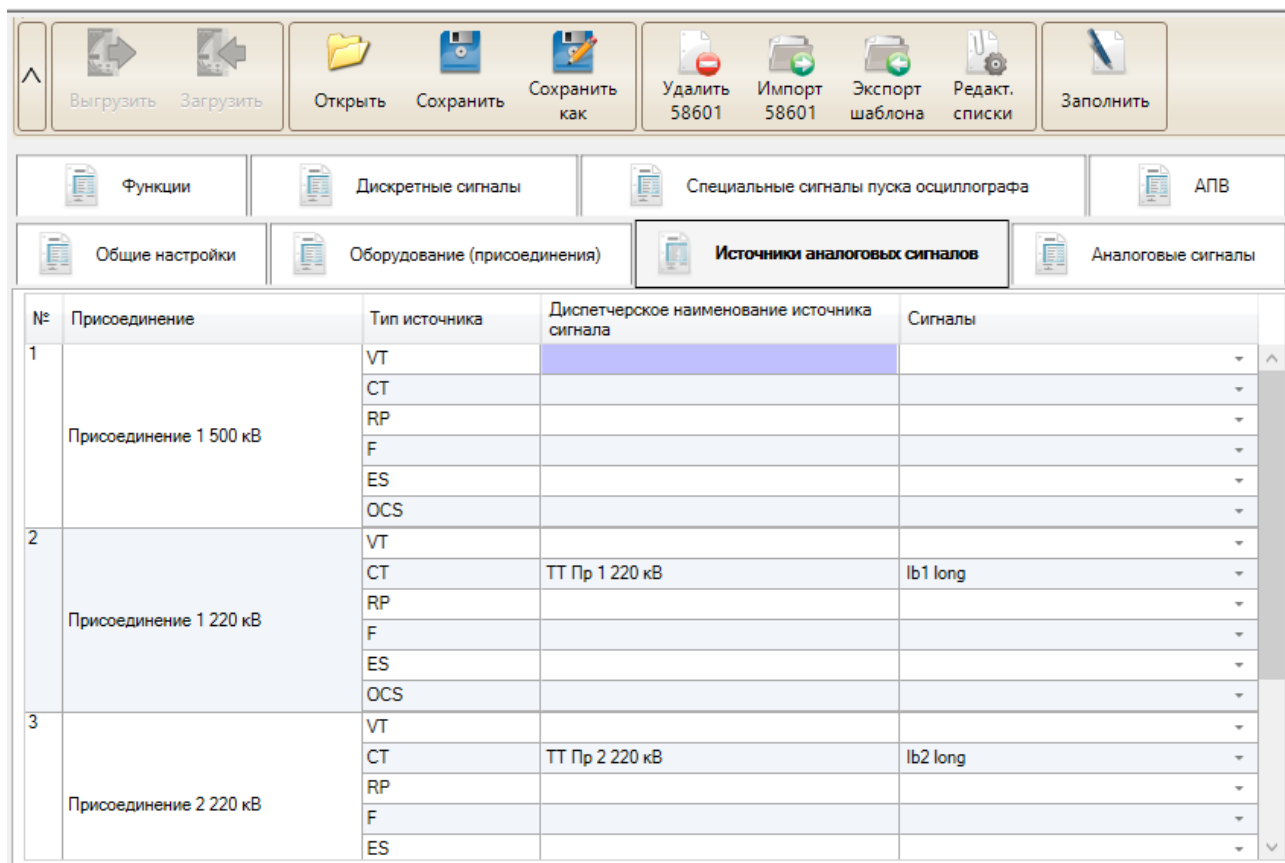 Выгрузить
Загрузить
Открыть
Сохранить
Сохранить
как
Удалить
58601
Импорт
58601
Экспорт
шаблона
Редакт.
списки
Заполнить
Функции
Дискретные сигналы
Специальные сигналы пуска осциллографа
АПВ
Общие настройки
Оборудование (присоединения)
Источники аналоговых сигналов
Аналоговые сигналы
№ Присоединение Тип источника Диспетчерское наименование источника
сигнала Сигналы
1 Присоединение 1 500 кВ
VT
CT
RP
F
ES
OCS
2 Присоединение 1 220 кВ
VT
CT ТТ Пр 1 220 кВ Ib1 long
RP
F
ES
OCS
3 Присоединение 2 220 кВ
VT
CT ТТ Пр 2 220 кВ Ib2 long
RP
F
ES